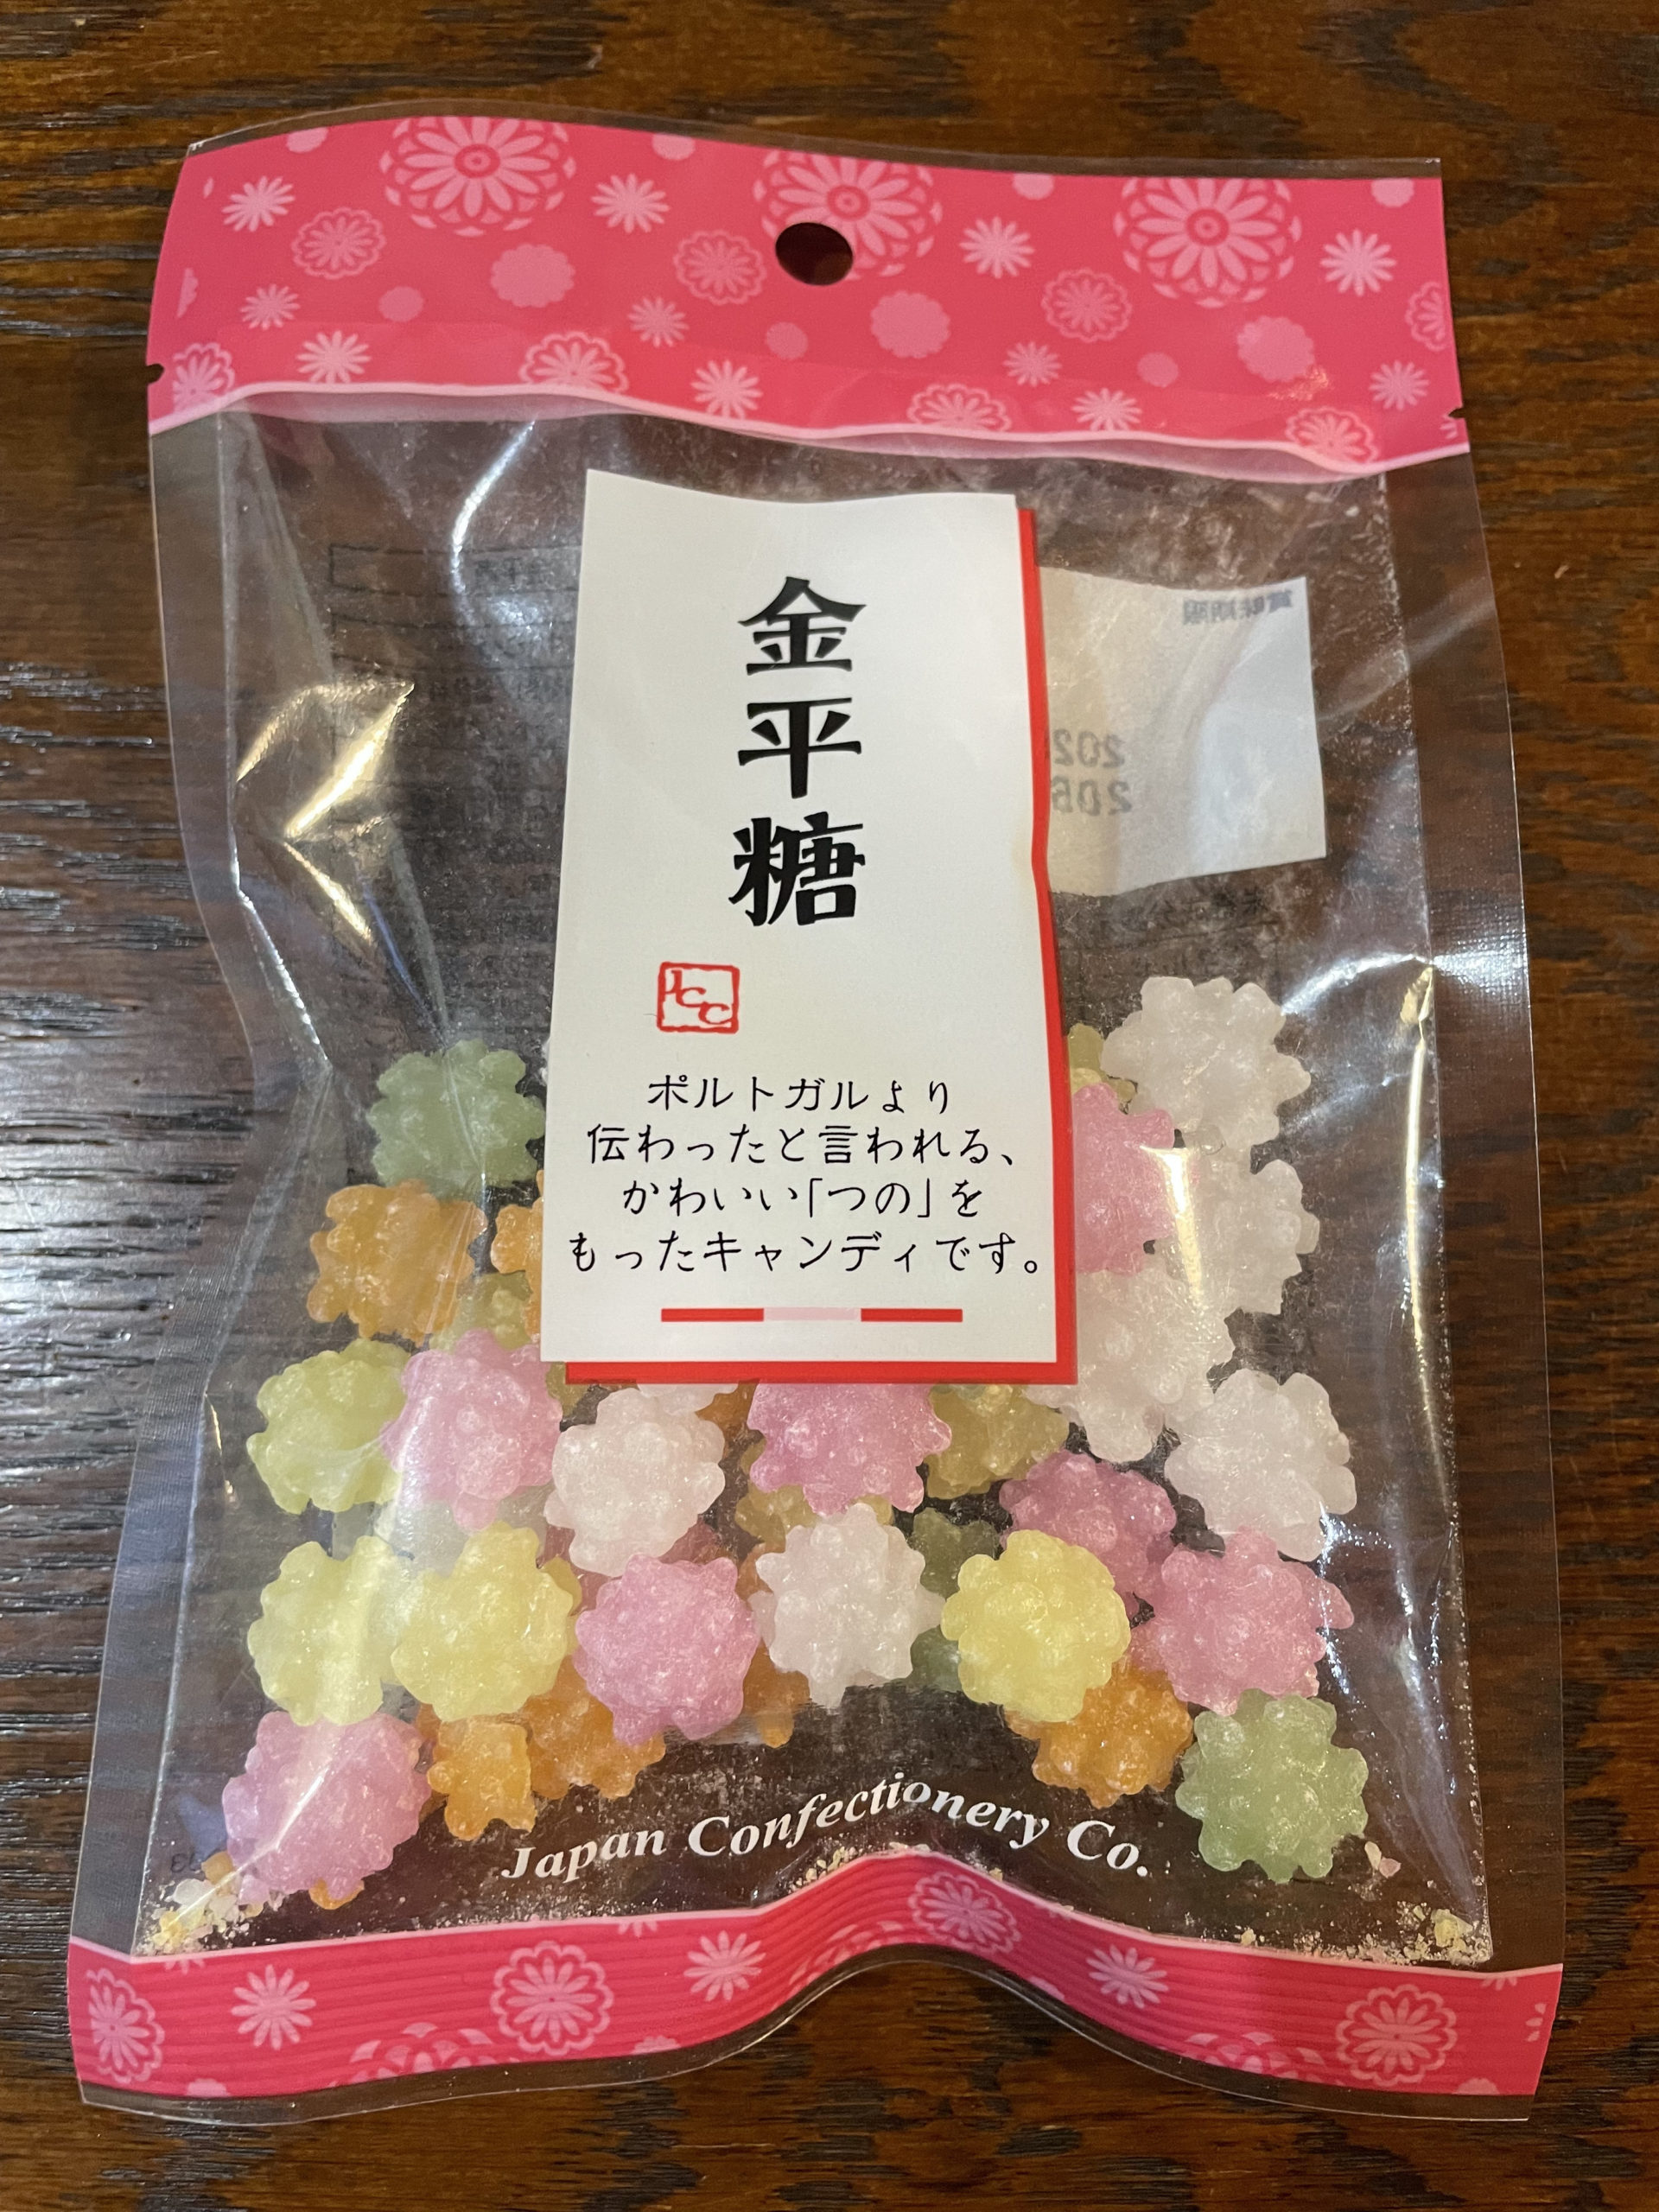 金平糖
JCC
ポルトガルより
伝わったと言われる、
かわいい「つの」を
もったキャンディです。
賞味期限
Japan Confectionery Co.